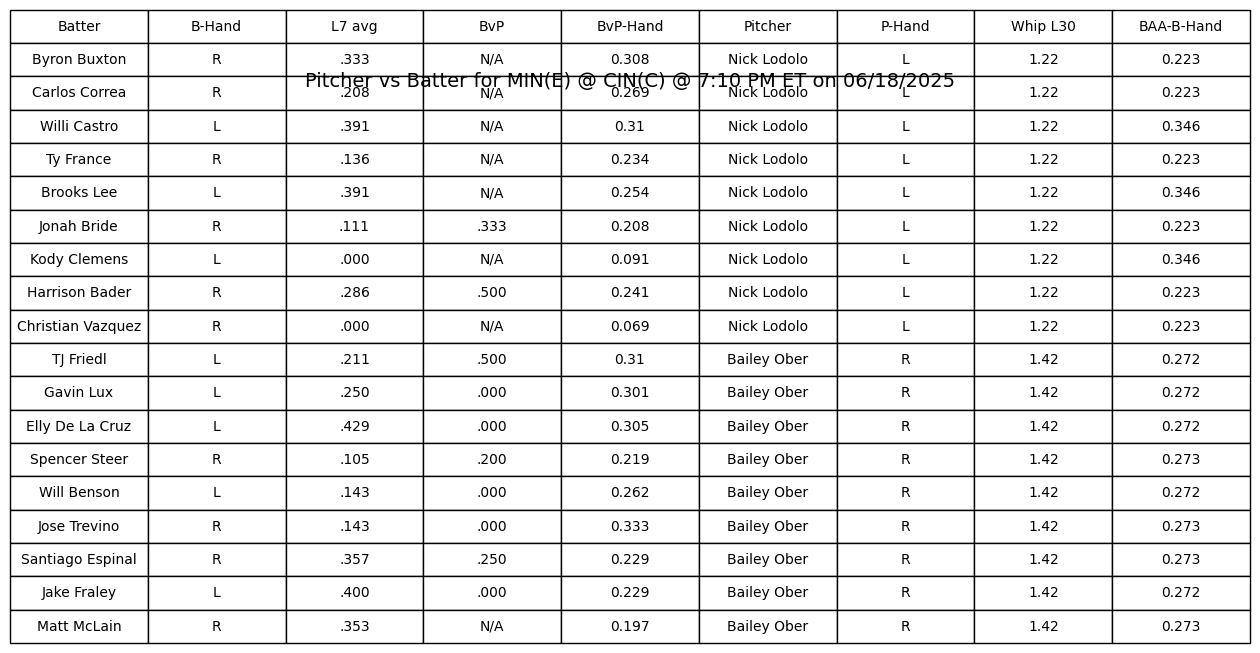 Batter B-Hand L7 avg BvP BvP-Hand Pitcher P-Hand Whip L30 BAA-B-Hand
Byron Buxton R .333 N/A 0.308 Nick Lodolo L 1.22 0.223
Pitcher vs Batter for MIN(E) @ CIN(C) @ 7:10 PM ET on 06/18/2025
Carlos Correa R .208 N/A 0.269 Nick Lodolo L 1.22 0.223
Willi Castro L .391 N/A 0.31 Nick Lodolo L 1.22 0.346
Ty France R .136 N/A 0.234 Nick Lodolo L 1.22 0.223
Brooks Lee L .391 N/A 0.254 Nick Lodolo L 1.22 0.346
Jonah Bride R .111 .333 0.208 Nick Lodolo L 1.22 0.223
Kody Clemens L .000 N/A 0.091 Nick Lodolo L 1.22 0.346
Harrison Bader R .286 .500 0.241 Nick Lodolo L 1.22 0.223
Christian Vazquez R .000 N/A 0.069 Nick Lodolo L 1.22 0.223
TJ Friedl L .211 .500 0.31 Bailey Ober R 1.42 0.272
Gavin Lux L .250 .000 0.301 Bailey Ober R 1.42 0.272
Elly De La Cruz L .429 .000 0.305 Bailey Ober R 1.42 0.272
Spencer Steer R .105 .200 0.219 Bailey Ober R 1.42 0.273
Will Benson L .143 .000 0.262 Bailey Ober R 1.42 0.272
Jose Trevino R .143 .000 0.333 Bailey Ober R 1.42 0.273
Santiago Espinal R .357 .250 0.229 Bailey Ober R 1.42 0.273
Jake Fraley L .400 .000 0.229 Bailey Ober R 1.42 0.272
Matt McLain R .353 N/A 0.197 Bailey Ober R 1.42 0.273